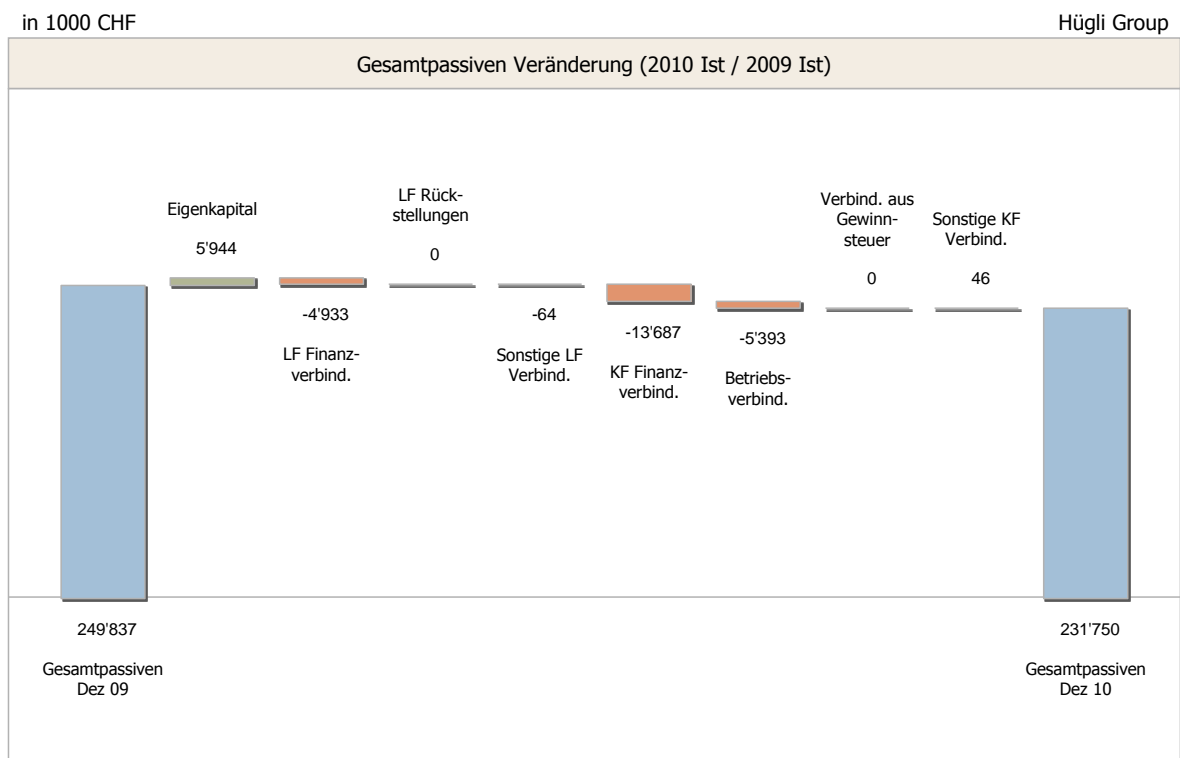 in 1000 CHF
Hügli Group
Gesamtpassiven Veränderung (2010 Ist / 2009 Ist)
249'837
Gesamtpassiven
Dez 09
Eigenkapital
5'944
-4'933
LF Finanz-
verbind.
LF Rück-
stellungen
0
-64
Sonstige LF
Verbind.
-13'687
KF Finanz-
verbind.
-5'393
Betriebs-
verbind.
Verbind. aus
Gewinn-
steuer
0
Sonstige KF
Verbind.
46
231'750
Gesamtpassiven
Dez 10